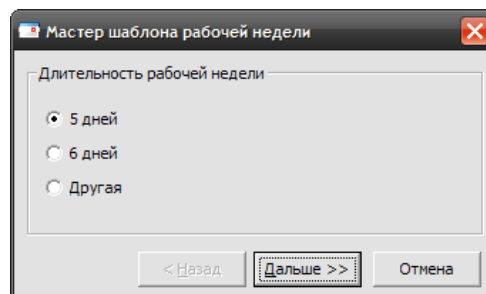 Мастер шаблона рабочей недели
Длительность рабочей недели
5 дней
6 дней
Другая
< Назад Дальше >> Отмена